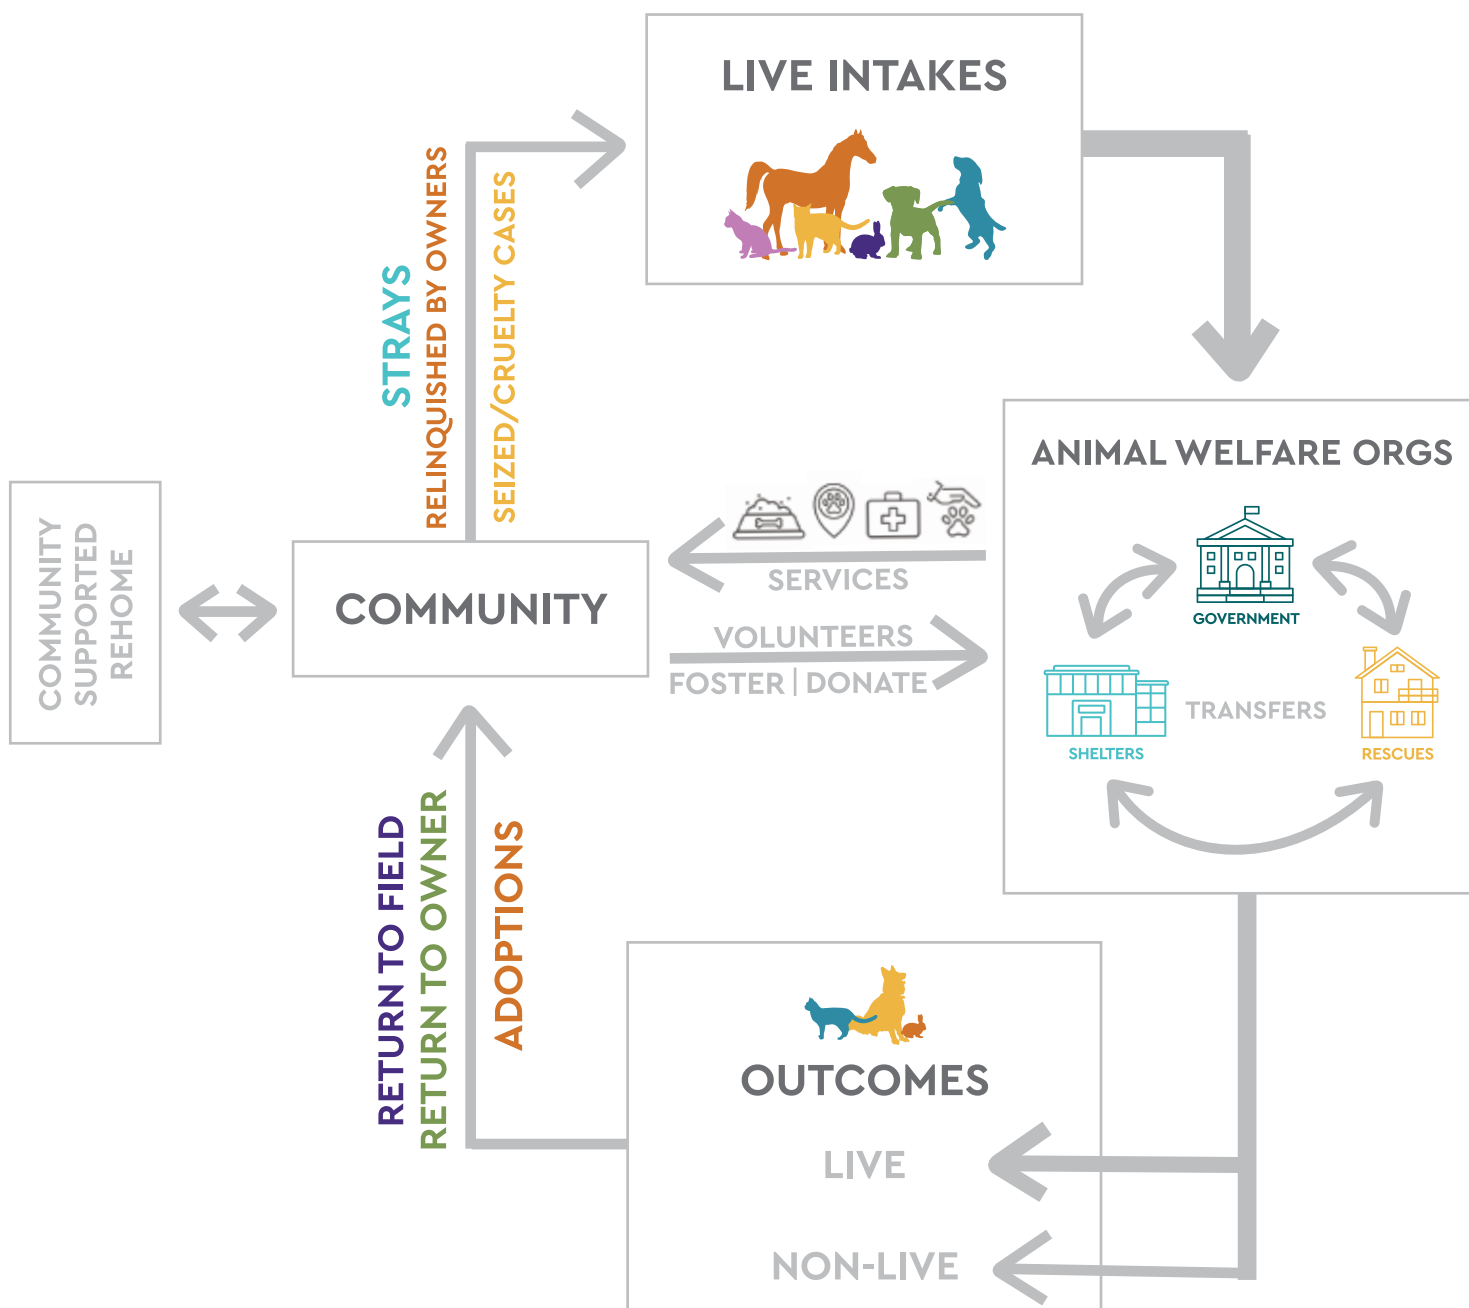 LIVE INTAKES
STRAYS
RELINQUISHED BY OWNERS
SEIZED/CRUELTY CASES
ANIMAL WELFARE ORGS
GOVERNMENT
SHELTERS
TRANSFERS
RESCUES
SERVICES
VOLUNTEERS
FOSTER | DONATE
COMMUNITY
COMMUNITY
SUPPORTED
REHOME
RETURN TO FIELD
RETURN TO OWNER
ADOPTIONS
OUTCOMES
LIVE
NON-LIVE